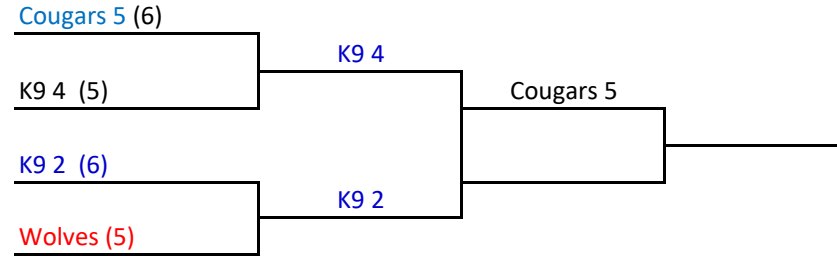 Cougars 5 (6)
K9 4
K9 4 (5)
Cougars 5
K9 2 (6)
K9 2
Wolves (5)